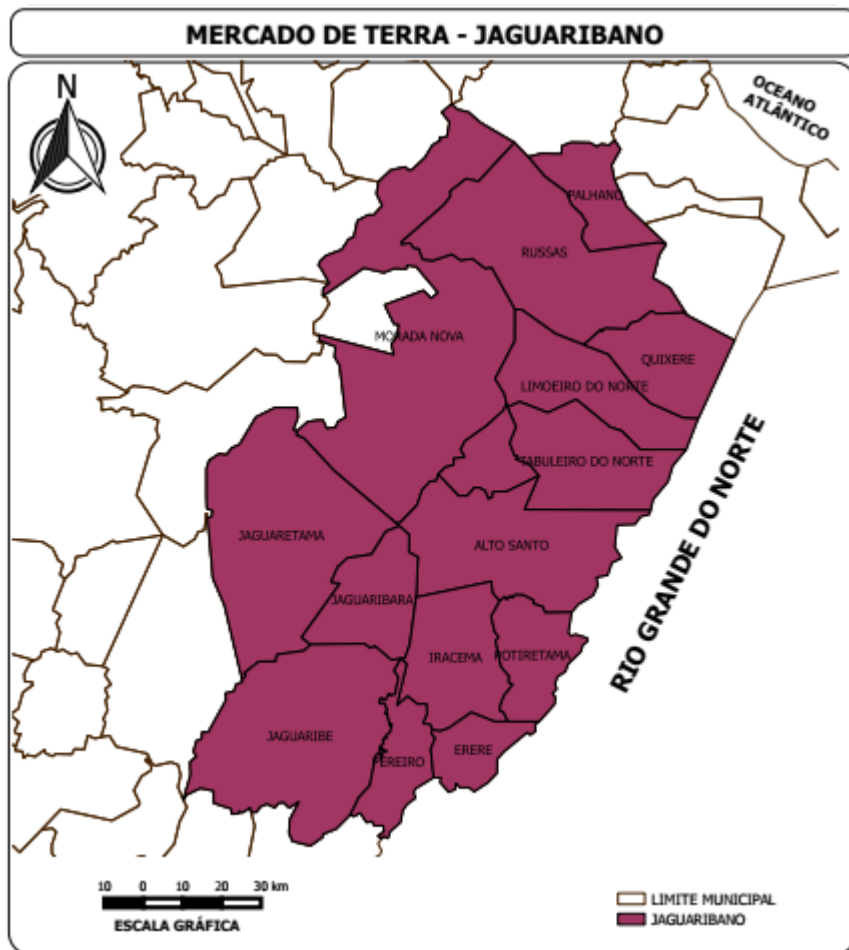 MERCADO DE TERRA - JAGUARIBANO
N
OCEANO
ATLÂNTICO
PALHANO
RUSSAS
MORADA NOVA
QUIXERE
LIMOEIRO DO NORTE
TABULEIRO DO NORTE
JAGUARETAMA
ALTO SANTO
JAGUARIBARA
IRACEMA
POTIRETAMA
RIO GRANDE DO NORTE
JAGUARIBE
PEREIRO
ERERE
10 0 10 20 30 km
ESCALA GRÁFICA
LIMITE MUNICIPAL
JAGUARIBANO